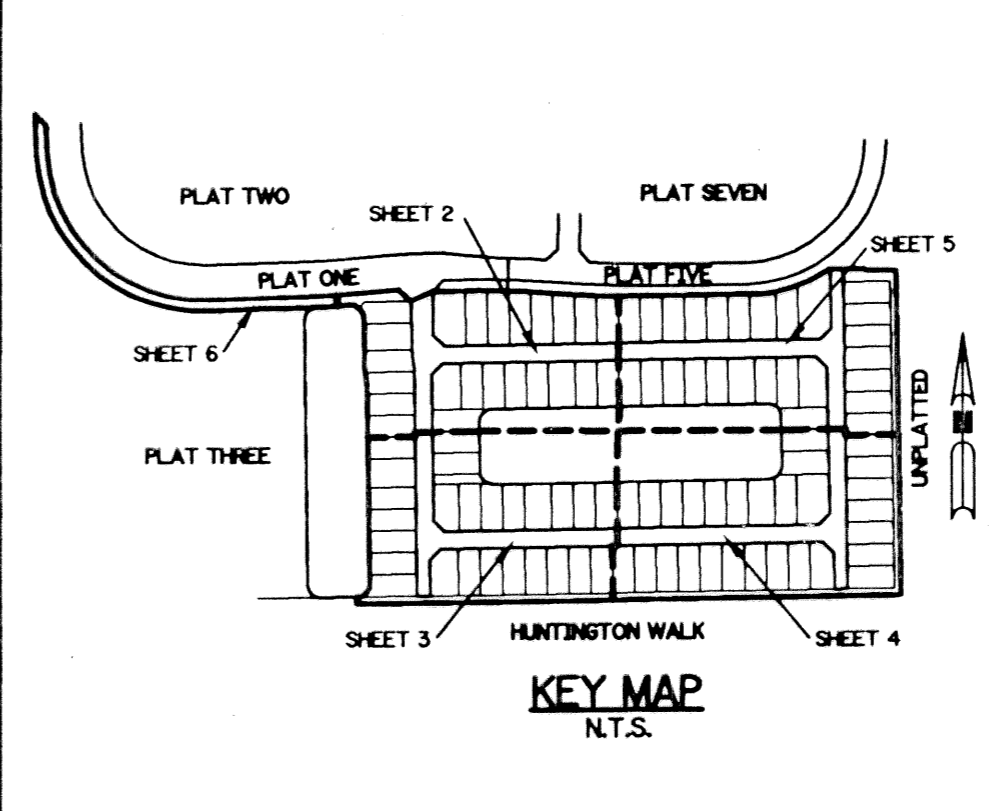 PLAT TWO
PLAT SEVEN
SHEET 2
SHEET 5
PLAT ONE
PLAT FIVE
SHEET 6
UNPLATTED
PLAT THREE
SHEET 3
HUNTINGTON WALK
SHEET 4
KEY MAP
N.T.S.